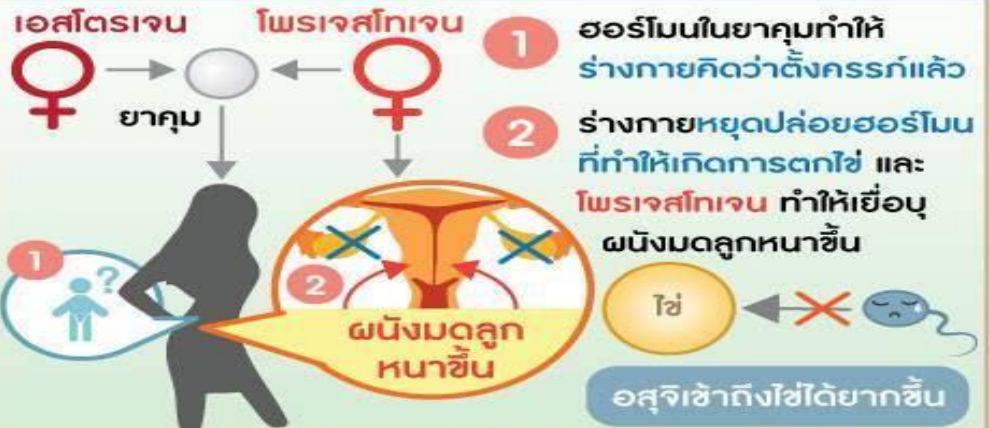 เอสโตรเจน
โพรเจสโทเจน
ยาคุม
1
ฮอร์โมนในยาคุมทำให้
ร่างกายคิดว่าตั้งครรภ์แล้ว
2
ร่างกายหยุดปล่อยฮอร์โมน
ที่ทำให้เกิดการตกไข่ และ
โพรเจสโทเจน ทำให้เยื่อบุ
ผนังมดลูกหนาขึ้น
1
?
2
ผนังมดลูก
หนาขึ้น
ไข่
อสุจิเข้าถึงไข่ได้ยากขึ้น